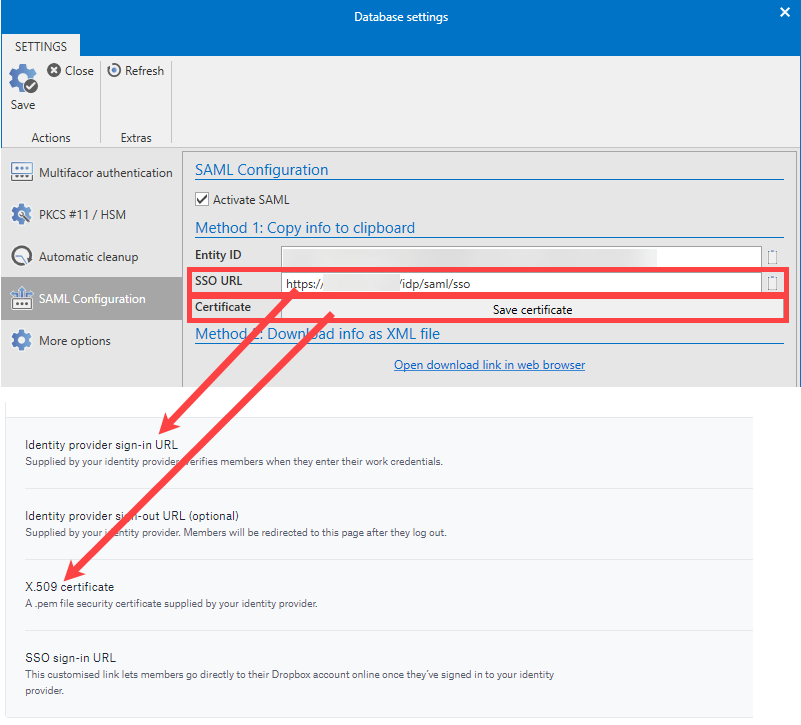 Database settings
SETTINGS
Close
Refresh
Save
Actions
Extras
Multifacor authentication
PKCS #11 / HSM
Automatic cleanup
SAML Configuration
More options
SAML Configuration
Activate SAML
Method 1: Copy info to clipboard
Entity ID
SSO URL
https:// /idp/saml/sso
Certificate
Save certificate
Method 2: Download info as XML file
Open download link in web browser
Identity provider sign-in URL
Supplied by your identity provider. Verifies members when they enter their work credentials.
Identity provider sign-out URL (optional)
Supplied by your identity provider. Members will be redirected to this page after they log out.
X.509 certificate
A .pem file security certificate supplied by your identity provider.
SSO sign-in URL
This customised link lets members go directly to their Dropbox account online once they've signed in to your identity
provider.